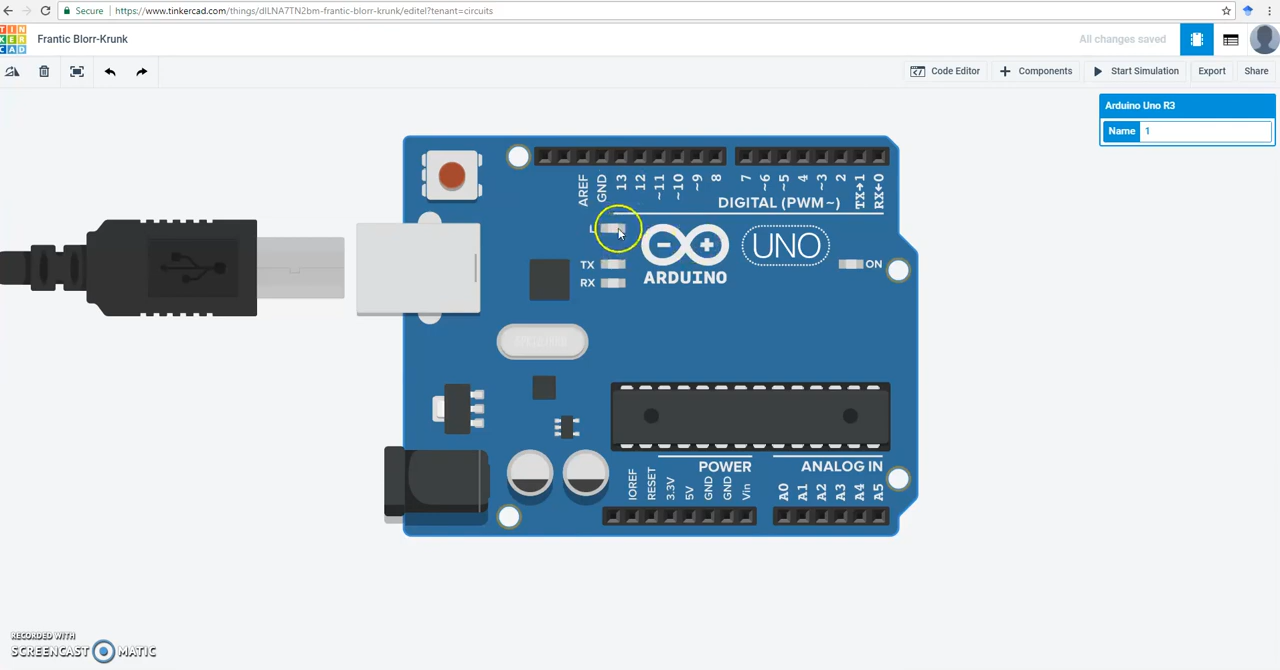 Secure
https://www.tinkercad.com/things/dILNA7TN2bm-frantic-blorr-krunk/editel?tenant=circuits
TIN
KER
CAD
Frantic Blorr-Krunk
All changes saved
Code Editor
Components
Start Simulation
Export
Share
Arduino Uno R3
Name 1
AREF GND 13 12 ~11 ~10 ~9 8 7 ~6 ~5 4 ~3 2 TX→1 RX←0
DIGITAL (PWM~)
L
UNO
TX
ON
ARDUINO
RX
POWER
ANALOG IN
IOREF RESET 3.3V 5V GND GND Vin A0 A1 A2 A3 A4 A5
RECORDED WITH
SCREENCAST MATIC